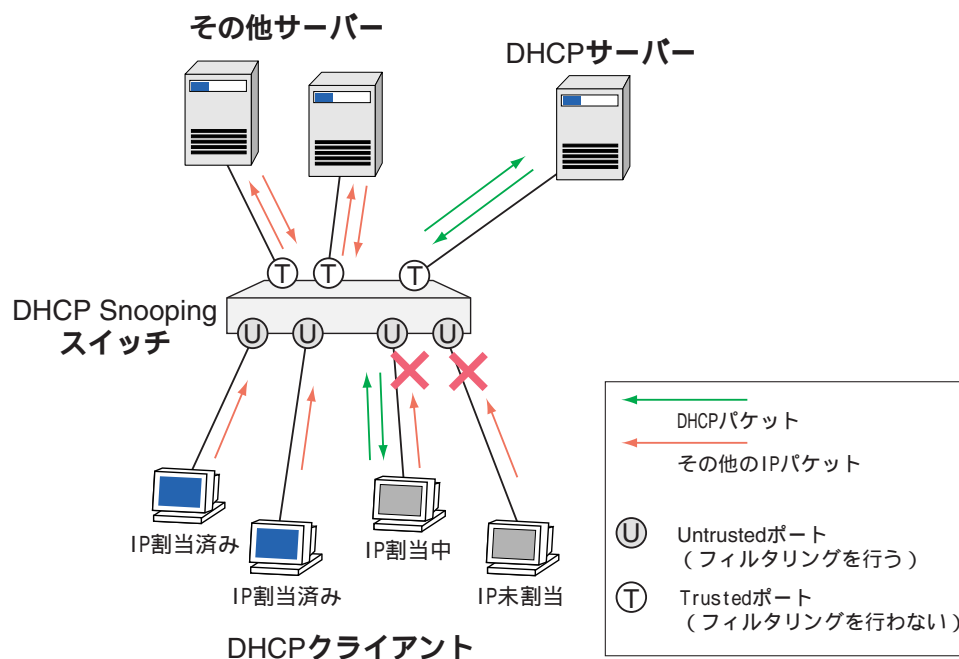 その他サーバー
DHCPサーバー
T
T
T
DHCP Snooping
スイッチ
U
U
U
U
IP割当済み
IP割当済み
IP割当中
IP未割当
DHCPクライアント
DHCPパケット
その他のIPパケット
U
Untrustedポート
（フィルタリングを行う）
T
Trustedポート
（フィルタリングを行わない）